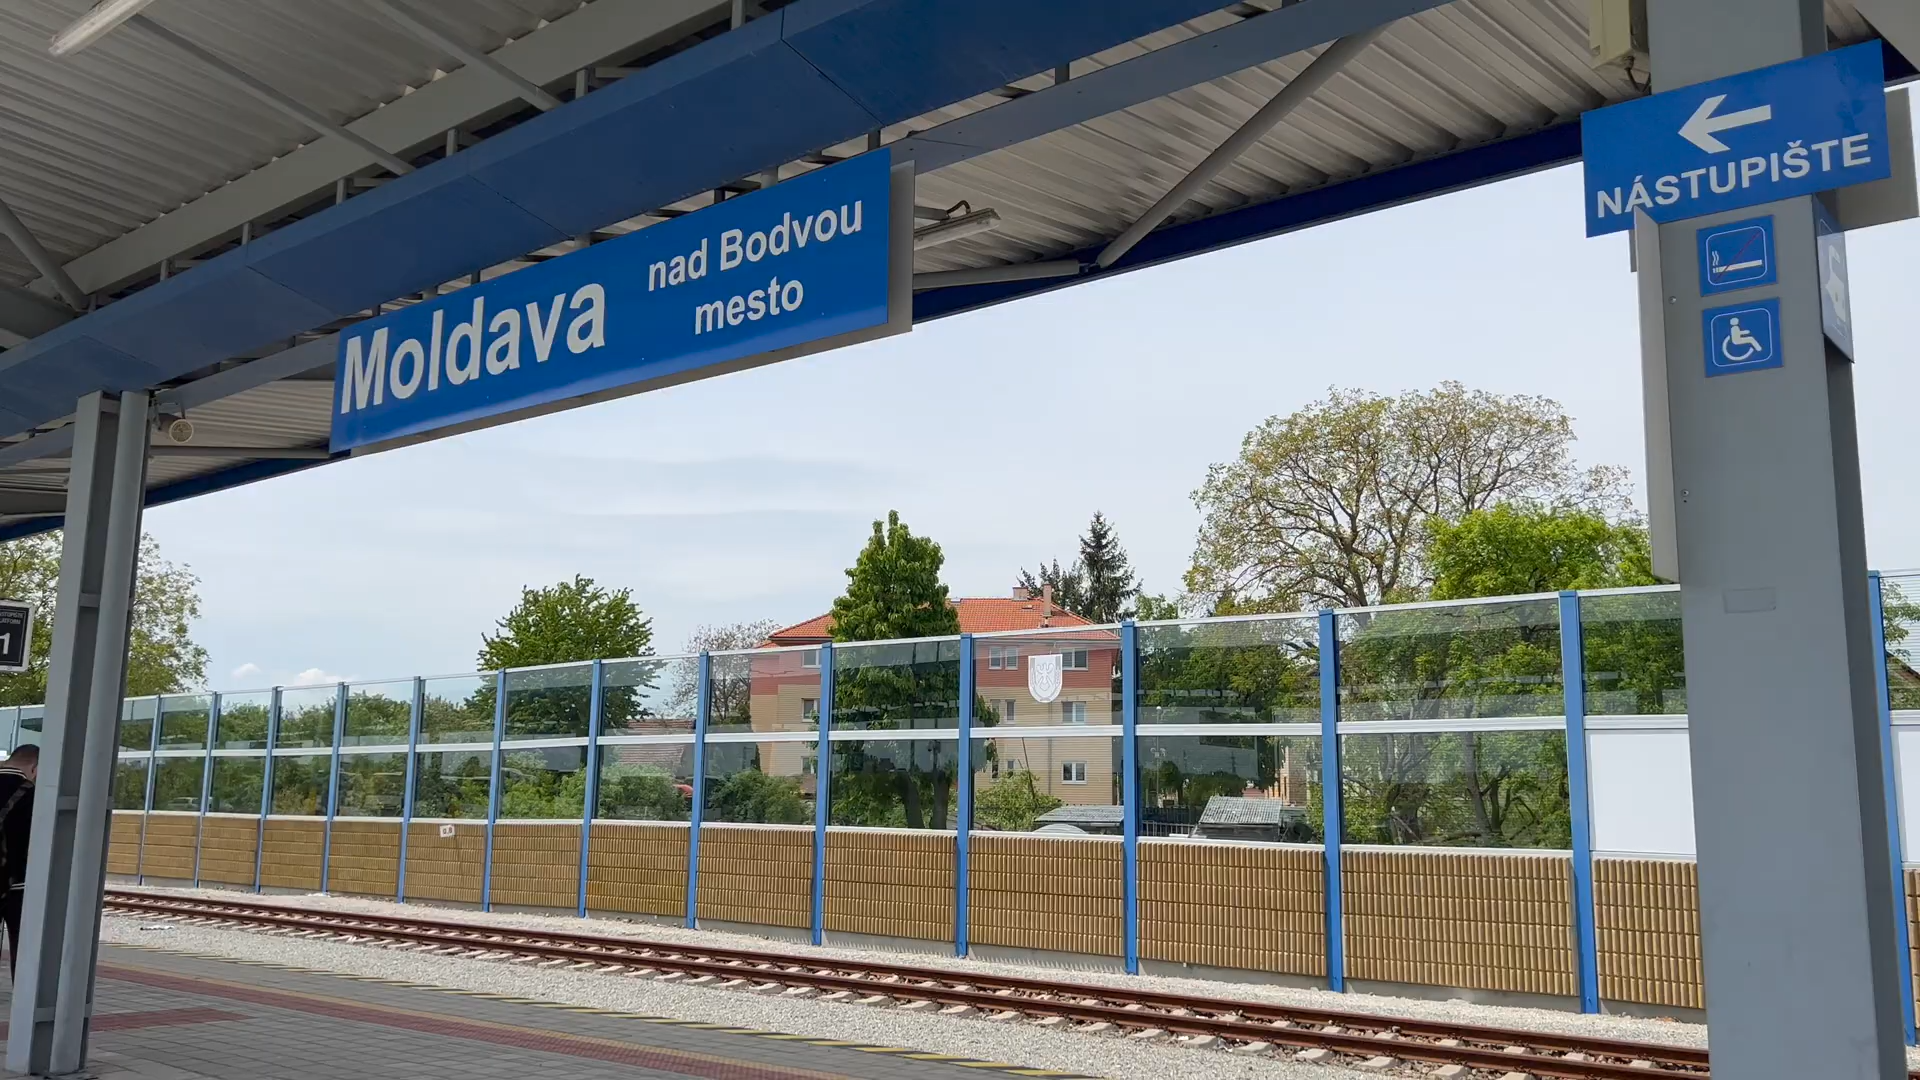 Moldava
nad Bodvou
mesto
NÁSTUPIŠTE
1